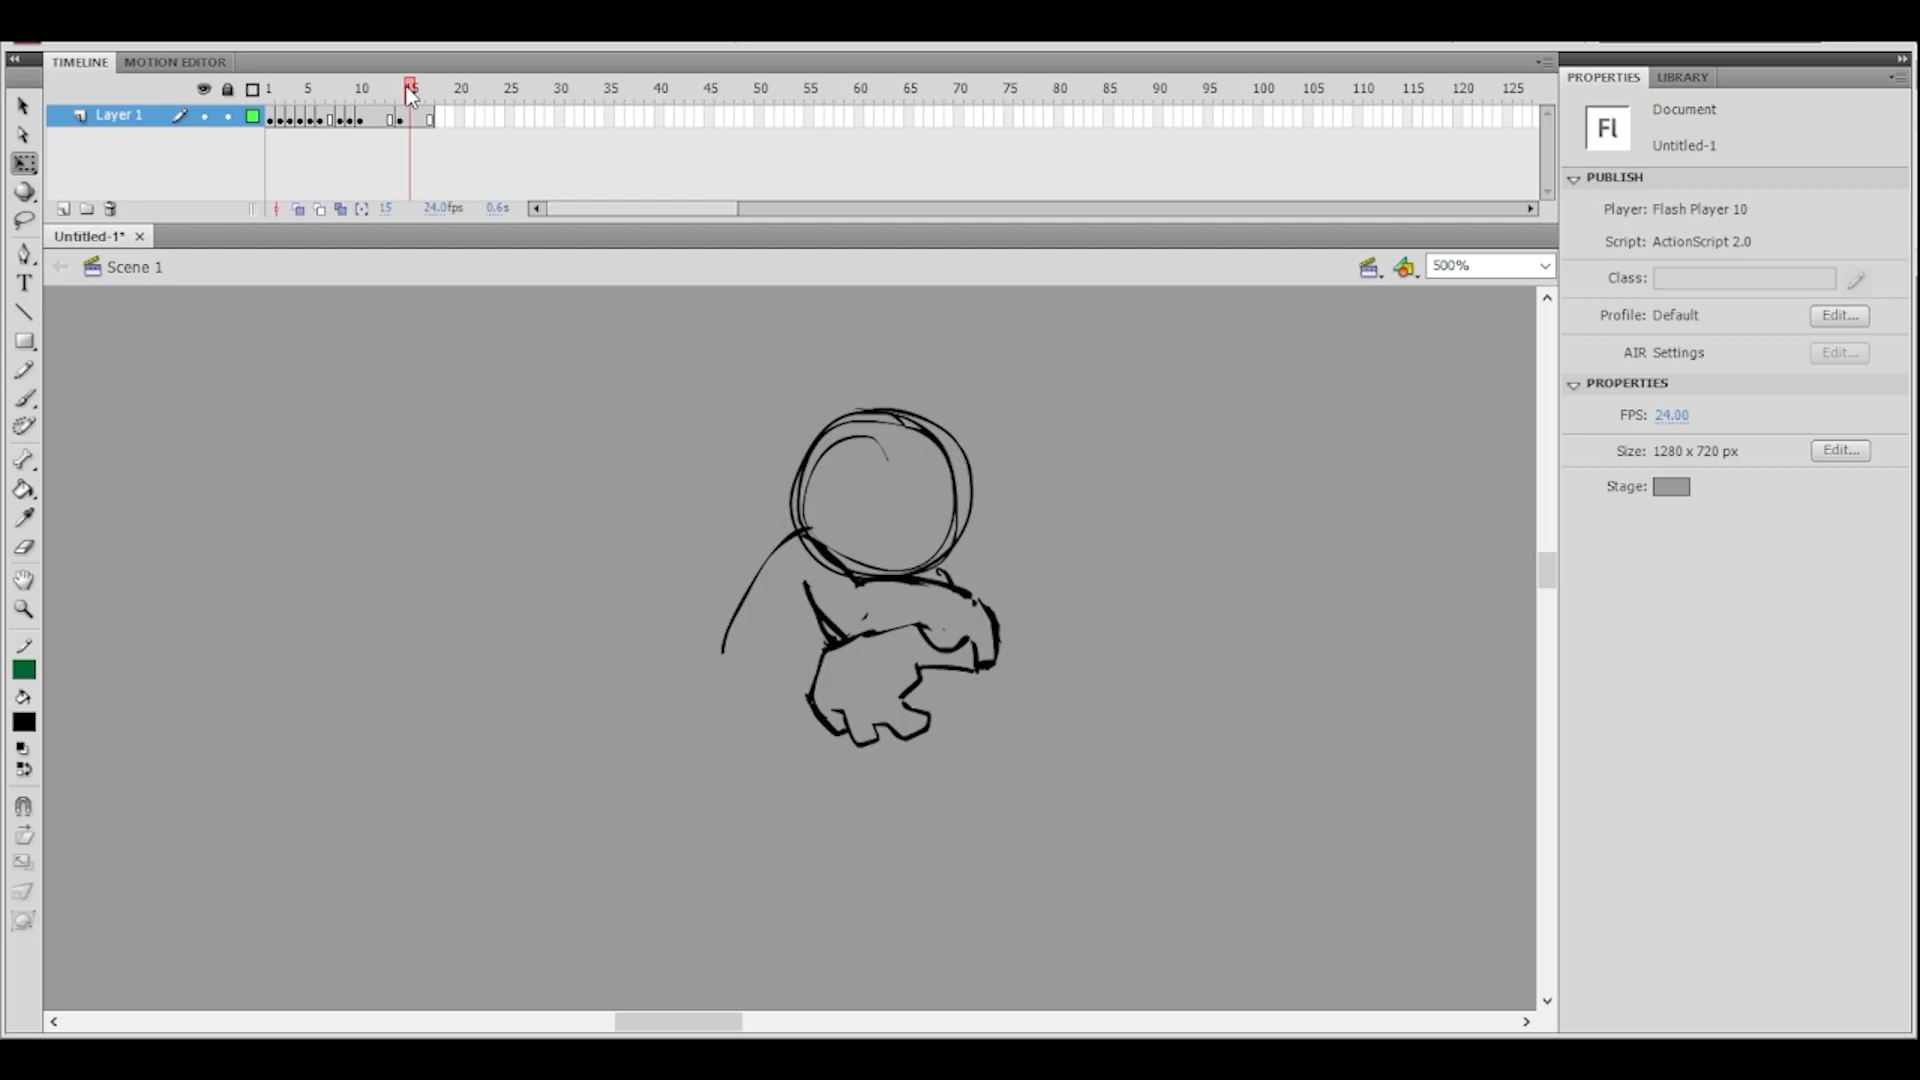 TIMELINE MOTION EDITOR
1 5 10 15 20 25 30 35 40 45 50 55 60 65 70 75 80 85 90 95 100 105 110 115 120 125
Layer 1
15 24.0fps 0.6s
Untitled-1*
Scene 1
500%
T
PROPERTIES LIBRARY
Fl
Document
Untitled-1
PUBLISH
Player: Flash Player 10
Script: ActionScript 2.0
Class:
Profile: Default Edit...
AIR Settings Edit...
PROPERTIES
FPS: 24.00
Size: 1280 x 720 px Edit...
Stage: